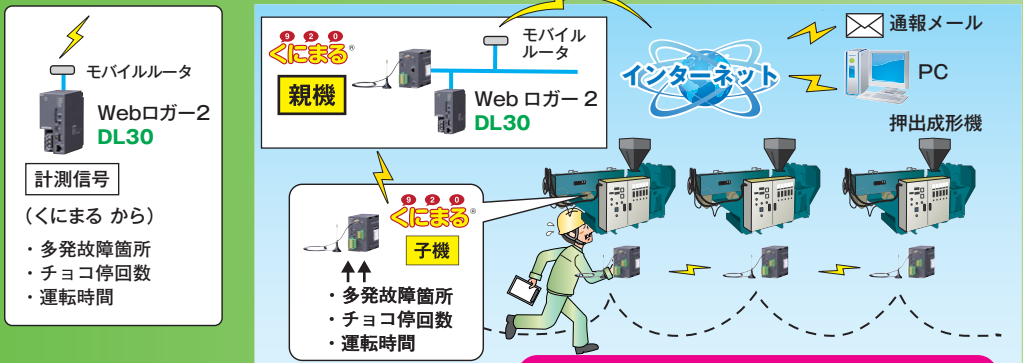 モバイルルータ
Webロガー2
DL30
計測信号
（くにまる から）
・多発故障箇所
・チョコ停回数
・運転時間
920
くにまる®
親機
モバイル
ルータ
Web ロガー 2
DL30
インターネット
通報メール
PC
押出成形機
920
くにまる®
子機
・多発故障箇所
・チョコ停回数
・運転時間